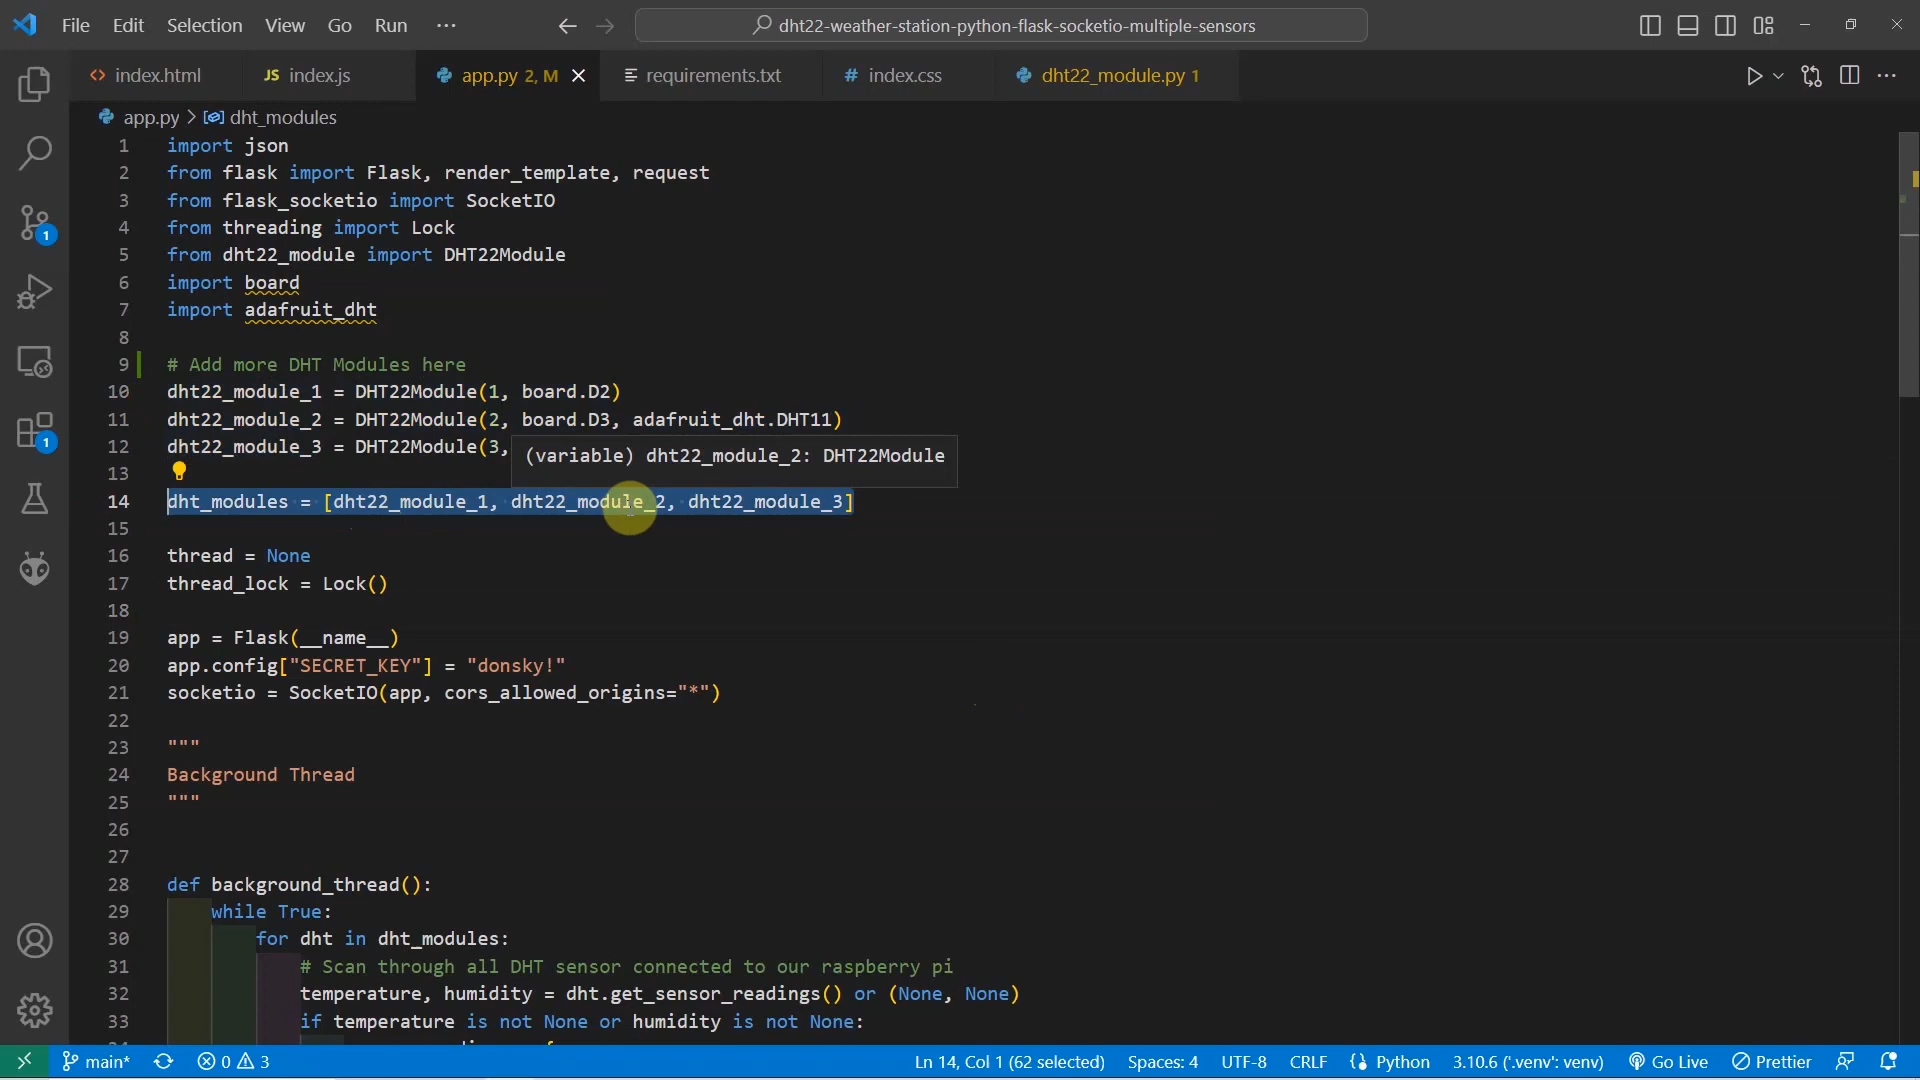 File Edit Selection View Go Run ···
dht22-weather-station-python-flask-socketio-multiple-sensors
<> index.html JS index.js app.py 2, M requirements.txt # index.css dht22_module.py 1
app.py > dht_modules
1 import json
2 from flask import Flask, render_template, request
3 from flask_socketio import SocketIO
4 from threading import Lock
5 from dht22_module import DHT22Module
6 import board
7 import adafruit_dht
8
9 # Add more DHT Modules here
10 dht22_module_1 = DHT22Module(1, board.D2)
11 dht22_module_2 = DHT22Module(2, board.D3, adafruit_dht.DHT11)
12 dht22_module_3 = DHT22Module(3,
(variable) dht22_module_2: DHT22Module
13
14 dht_modules = [dht22_module_1, dht22_module_2, dht22_module_3]
15
16 thread = None
17 thread_lock = Lock()
18
19 app = Flask(__name__)
20 app.config["SECRET_KEY"] = "donsky!"
21 socketio = SocketIO(app, cors_allowed_origins="*")
22
23 """
24 Background Thread
25 """
26
27
28 def background_thread():
29 while True:
30 for dht in dht_modules:
31 # Scan through all DHT sensor connected to our raspberry pi
32 temperature, humidity = dht.get_sensor_readings() or (None, None)
33 if temperature is not None or humidity is not None:
1
1
main* 0 3 Ln 14, Col 1 (62 selected) Spaces: 4 UTF-8 CRLF Python 3.10.6 ('.venv': venv) Go Live Prettier